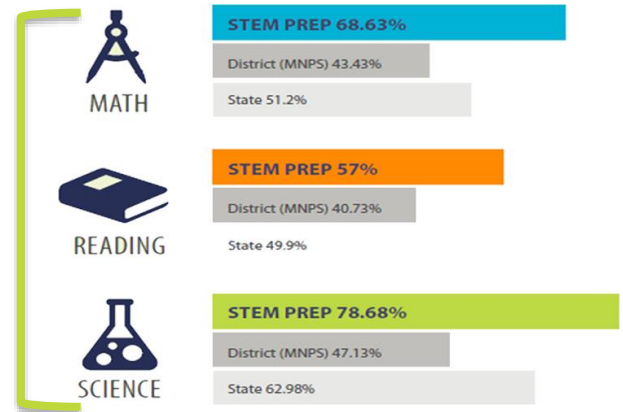 STEM PREP 68.63%
District (MNPS) 43.43%
State 51.2%
MATH
STEM PREP 57%
District (MNPS) 40.73%
State 49.9%
READING
STEM PREP 78.68%
District (MNPS) 47.13%
State 62.98%
SCIENCE